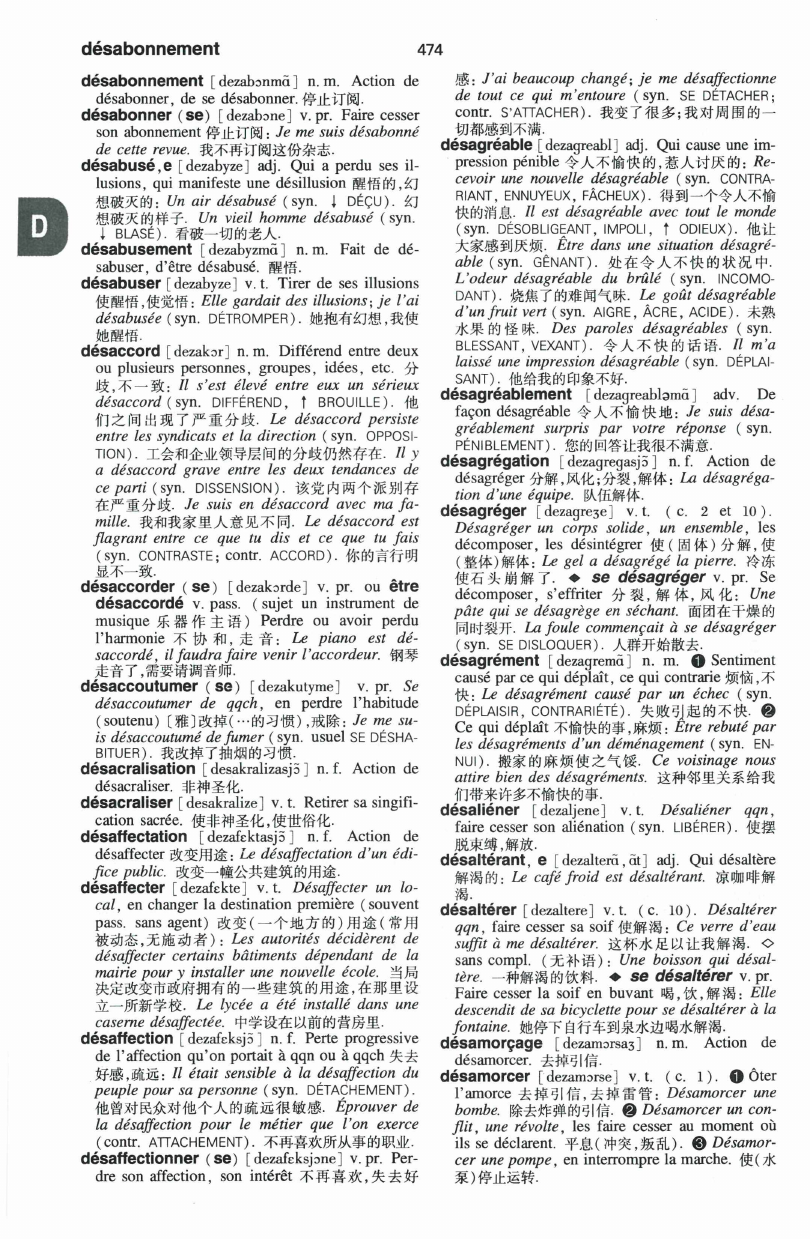 désabonnement
474
désabonnement [dezabɔnmɑ̃] n. m. Action de
désabonner, de se désabonner. 停止订阅.
désabonner (se) [dezabɔne] v. pr. Faire cesser
son abonnement 停止订阅: Je me suis désabonné
de cette revue. 我不再订阅这份杂志.
désabusé, e [dezabyze] adj. Qui a perdu ses il-
lusions, qui manifeste une désillusion 醒悟的,幻
想破灭的: Un air désabusé (syn. ↓ DÉÇU). 幻
想破灭的样子. Un vieil homme désabusé (syn.
↓ BLASÉ). 看破一切的老人.
désabusement [dezabyzmɑ̃] n. m. Fait de dé-
sabuser, d'être désabusé. 醒悟.
désabuser [dezabyze] v. t. Tirer de ses illusions
使醒悟,使觉悟: Elle gardait des illusions; je l'ai
désabusée (syn. DÉTROMPER). 她抱有幻想,我使
她醒悟.
désaccord [dezakɔr] n. m. Différend entre deux
ou plusieurs personnes, groupes, idées, etc. 分
歧,不一致: Il s'est élevé entre eux un sérieux
désaccord (syn. DIFFÉREND, ↑ BROUILLE). 他
们之间出现了严重分歧. Le désaccord persiste
entre les syndicats et la direction (syn. OPPOSI-
TION). 工会和企业领导层间的分歧仍然存在. Il y
a désaccord grave entre les deux tendances de
ce parti (syn. DISSENSION). 该党内两个派别存
在严重分歧. Je suis en désaccord avec ma fa-
mille. 我和我家里人意见不同. Le désaccord est
flagrant entre ce que tu dis et ce que tu fais
(syn. CONTRASTE; contr. ACCORD). 你的言行明
显不一致.
désaccorder (se) [dezakɔrde] v. pr. ou être
désaccordé v. pass. (sujet un instrument de
musique 乐器作主语) Perdre ou avoir perdu
l'harmonie 不协和,走音: Le piano est dé-
saccordé, il faudra faire venir l'accordeur. 钢琴
走音了,需要请调音师.
désaccoutumer (se) [dezakutyme] v. pr. Se
désaccoutumer de qqch, en perdre l'habitude
(soutenu) [雅]改掉(…的习惯),戒除: Je me su-
is désaccoutumé de fumer (syn. usuel SE DÉSHA-
BITUER). 我改掉了抽烟的习惯.
désacralisation [desakralizasjɔ̃] n. f. Action de
désacraliser. 非神圣化.
désacraliser [desakralize] v. t. Retirer sa singifi-
cation sacrée. 使非神圣化,使世俗化.
désaffectation [dezafɛktasjɔ̃] n. f. Action de
désaffecter 改变用途: Le désaffectation d'un édi-
fice public. 改变一幢公共建筑的用途.
désaffecter [dezafɛkte] v. t. Désaffecter un lo-
cal, en changer la destination première (souvent
pass. sans agent) 改变(一个地方的)用途(常用
被动态,无施动者): Les autorités décidèrent de
désaffecter certains bâtiments dépendant de la
mairie pour y installer une nouvelle école. 当局
决定改变市政府拥有的一些建筑的用途,在那里设
立一所新学校. Le lycée a été installé dans une
caserne désaffectée. 中学设在以前的营房里.
désaffection [dezafɛksjɔ̃] n. f. Perte progressive
de l'affection qu'on portait à qqn ou à qqch 失去
好感,疏远: Il était sensible à la désaffection du
peuple pour sa personne (syn. DÉTACHEMENT).
他曾对民众对他个人的疏远很敏感. Éprouver de
la désaffection pour le métier que l'on exerce
(contr. ATTACHEMENT). 不再喜欢所从事的职业.
désaffectionner (se) [dezafɛksjɔne] v. pr. Per-
dre son affection, son intérêt 不再喜欢,失去好
D
感: J'ai beaucoup changé; je me désaffectionne
de tout ce qui m'entoure (syn. SE DÉTACHER;
contr. S'ATTACHER). 我变了很多;我对周围的一
切都感到不满.
désagréable [dezagreabl] adj. Qui cause une im-
pression pénible 令人不愉快的,惹人讨厌的: Re-
cevoir une nouvelle désagréable (syn. CONTRA-
RIANT, ENNUYEUX, FÂCHEUX). 得到一个令人不愉
快的消息. Il est désagréable avec tout le monde
(syn. DÉSOBLIGEANT, IMPOLI, ↑ ODIEUX). 他让
大家感到厌烦. Être dans une situation désagré-
able (syn. GÊNANT). 处在令人不快的状况中.
L'odeur désagréable du brûlé (syn. INCOMO-
DANT). 烧焦了的难闻气味. Le goût désagréable
d'un fruit vert (syn. AIGRE, ÂCRE, ACIDE). 未熟
水果的怪味. Des paroles désagréables (syn.
BLESSANT, VEXANT). 令人不快的话语. Il m'a
laissé une impression désagréable (syn. DÉPLAI-
SANT). 他给我的印象不好.
désagréablement [dezagreabləmɑ̃] adv. De
façon désagréable 令人不愉快地: Je suis désa-
gréablement surpris par votre réponse (syn.
PÉNIBLEMENT). 您的回答让我很不满意.
désagrégation [dezagregasjɔ̃] n. f. Action de
désagréger 分解,风化;分裂,解体: La désagréga-
tion d'une équipe. 队伍解体.
désagréger [dezagreʒe] v. t. (c. 2 et 10).
Désagréger un corps solide, un ensemble, les
décomposer, les désintégrer 使(固体)分解,使
(整体)解体: Le gel a désagrégé la pierre. 冷冻
使石头崩解了. ◆ se désagréger v. pr. Se
décomposer, s'effriter 分裂,解体,风化: Une
pâte qui se désagrège en séchant. 面团在干燥的
同时裂开. La foule commençait à se désagréger
(syn. SE DISLOQUER). 人群开始散去.
désagrément [dezagremɑ̃] n. m. ❶ Sentiment
causé par ce qui déplaît, ce qui contrarie 烦恼,不
快: Le désagrément causé par un échec (syn.
DÉPLAISIR, CONTRARIÉTÉ). 失败引起的不快. ❷
Ce qui déplaît 不愉快的事,麻烦: Être rebuté par
les désagréments d'un déménagement (syn. EN-
NUI). 搬家的麻烦使之气馁. Ce voisinage nous
attire bien des désagréments. 这种邻里关系给我
们带来许多不愉快的事.
désaliéner [dezaljene] v. t. Désaliéner qqn,
faire cesser son aliénation (syn. LIBÉRER). 使摆
脱束缚,解放.
désaltérant, e [dezalterɑ̃, ɑ̃t] adj. Qui désaltère
解渴的: Le café froid est désaltérant. 凉咖啡解
渴.
désaltérer [dezaltere] v. t. (c. 10). Désaltérer
qqn, faire cesser sa soif 使解渴: Ce verre d'eau
suffit à me désaltérer. 这杯水足以让我解渴. ◇
sans compl. (无补语): Une boisson qui désal-
tère. 一种解渴的饮料. ◆ se désaltérer v. pr.
Faire cesser la soif en buvant 喝,饮,解渴: Elle
descendit de sa bicyclette pour se désaltérer à la
fontaine. 她停下自行车到泉水边喝水解渴.
désamorçage [dezamɔrsaʒ] n. m. Action de
désamorcer. 去掉引信.
désamorcer [dezamɔrse] v. t. (c. 1). ❶ Ôter
l'amorce 去掉引信,去掉雷管: Désamorcer une
bombe. 除去炸弹的引信. ❷ Désamorcer un con-
flit, une révolte, les faire cesser au moment où
ils se déclarent. 平息(冲突,叛乱). ❸ Désamor-
cer une pompe, en interrompre la marche. 使(水
泵)停止运转.